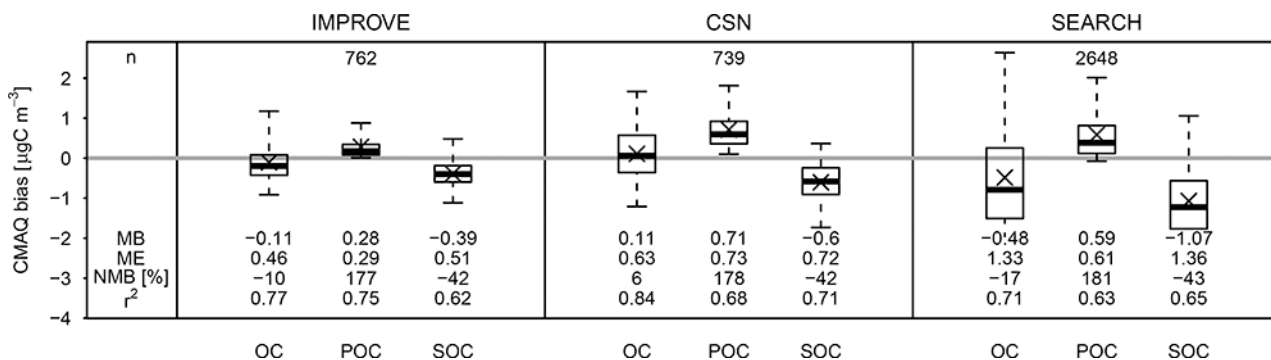 IMPROVE CSN SEARCH
n 762 739 2648
2
1
0
−1
−2
−3
−4
CMAQ bias [µgC m−3]
MB −0.11 0.28 −0.39 0.11 0.71 −0.6 −0.48 0.59 −1.07
ME 0.46 0.29 0.51 0.63 0.73 0.72 1.33 0.61 1.36
NMB [%] −10 177 −42 6 178 −42 −17 181 −43
r2 0.77 0.75 0.62 0.84 0.68 0.71 0.71 0.63 0.65
OC POC SOC OC POC SOC OC POC SOC